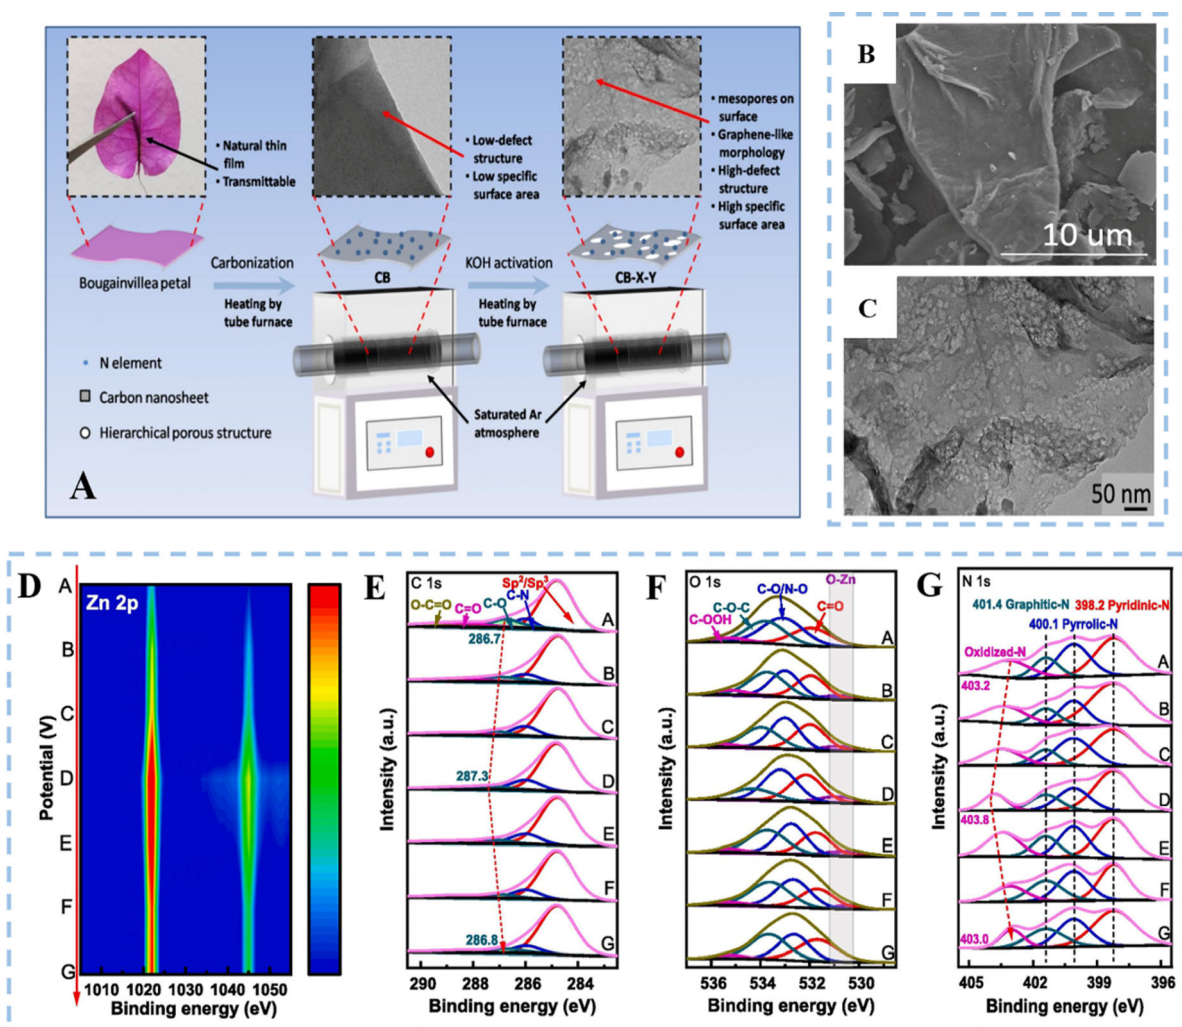 • Natural thin
film
• Transmittable
• Low-defect
structure
• Low specific
surface area
• mesopores on
surface
• Graphene-like
morphology
• High-defect
structure
• High specific
surface area
Bougainvillea petal
Carbonization
Heating by
tube furnace
CB
KOH activation
Heating by
tube furnace
CB-X-Y
N element
Carbon nanosheet
Hierarchical porous structure
Saturated Ar
atmosphere
A
B
10 um
C
50 nm
D
Zn 2p
Potential (V)
A
B
C
D
E
F
G
1010 1020 1030 1040 1050
Binding energy (eV)
E
C 1s
Sp²/Sp³
O-C=O
C=O
C-O
C-N
286.7
287.3
286.8
A
B
C
D
E
F
G
Intensity (a.u.)
290 288 286 284
Binding energy (eV)
F
O 1s
O-Zn
C-O/N-O
C-O-C
C=O
C-OOH
A
B
C
D
E
F
G
Intensity (a.u.)
536 534 532 530
Binding energy (eV)
G
N 1s
401.4 Graphitic-N 398.2 Pyridinic-N
400.1 Pyrrolic-N
Oxidized-N
403.2
403.8
403.0
A
B
C
D
E
F
G
Intensity (a.u.)
405 402 399 396
Binding energy (eV)